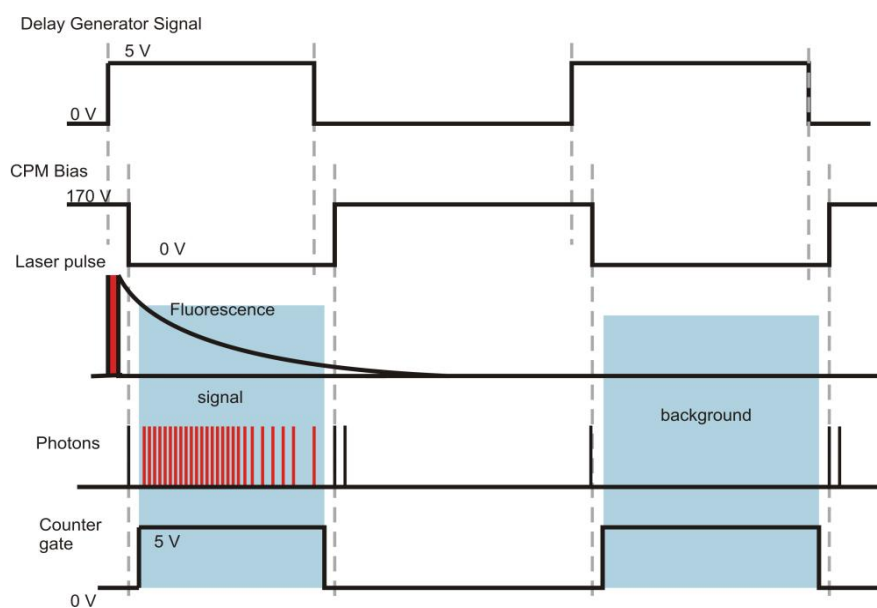 Delay Generator Signal
5 V
0 V
CPM Bias
170 V
0 V
Laser pulse
Fluorescence
signal
background
Photons
Counter
gate
5 V
0 V